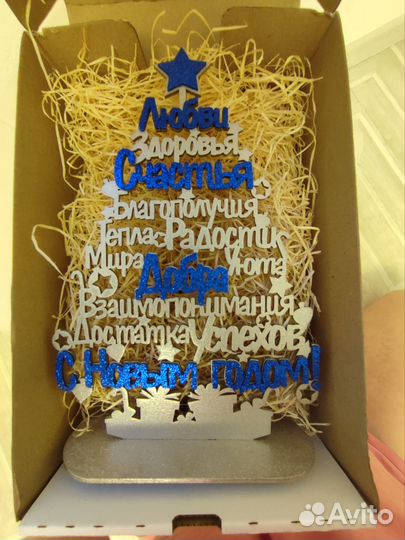 Любви
Здоровья
Счастья
Благополучия
Тепла Радости
Мира Добра Уюта
Взаимопонимания
Достатка Успехов
С Новым годом!
Avito